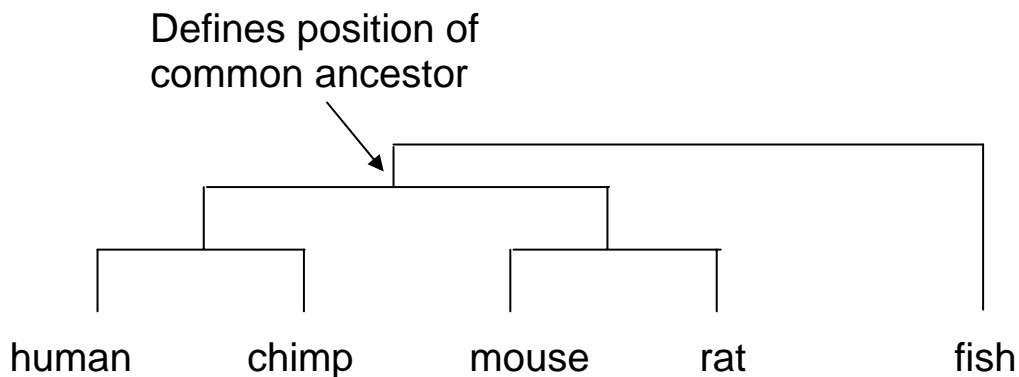 Defines position of
common ancestor
human chimp mouse rat fish